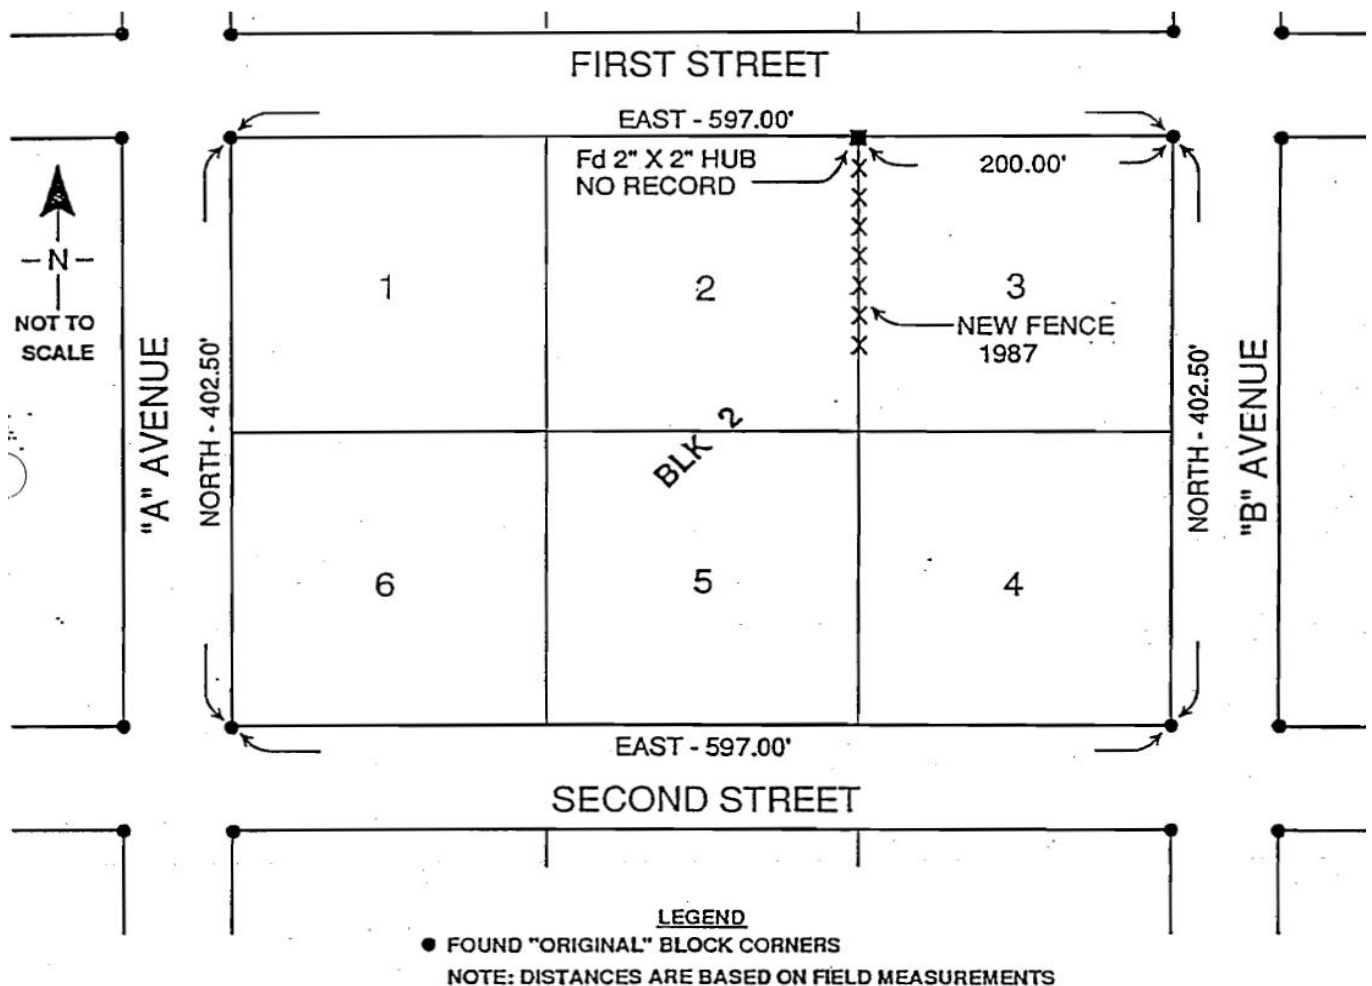 FIRST STREET
EAST - 597.00'
Fd 2" X 2" HUB
NO RECORD
200.00'
N
NOT TO
SCALE
1
2
3
NEW FENCE
1987
"A" AVENUE
NORTH - 402.50'
BLK 2
NORTH - 402.50'
"B" AVENUE
6
5
4
EAST - 597.00'
SECOND STREET
LEGEND
FOUND "ORIGINAL" BLOCK CORNERS
NOTE: DISTANCES ARE BASED ON FIELD MEASUREMENTS